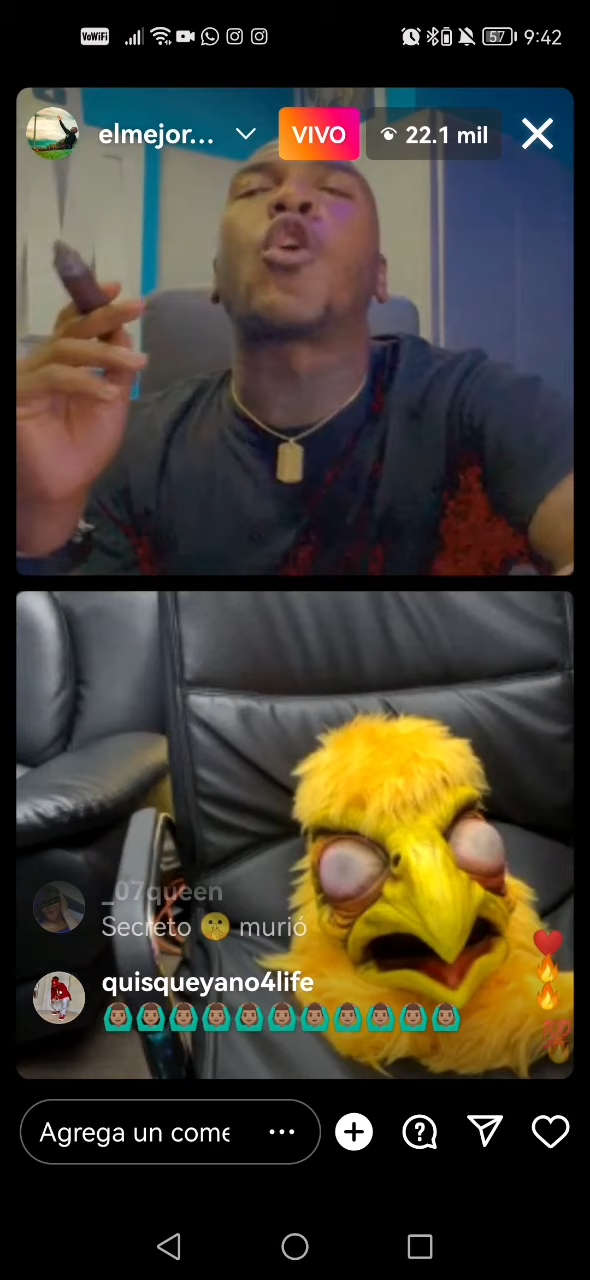 VoWiFi
57 9:42
elmejor... VIVO 22.1 mil
_07queen
Secreto 🤫 murió
quisqueyano4life
🙆🏽‍♂️🙆🏽‍♂️🙆🏽‍♂️🙆🏽‍♂️🙆🏽‍♂️🙆🏽‍♂️🙆🏽‍♂️🙆🏽‍♂️🙆🏽‍♂️🙆🏽‍♂️🙆🏽‍♂️
Agrega un come